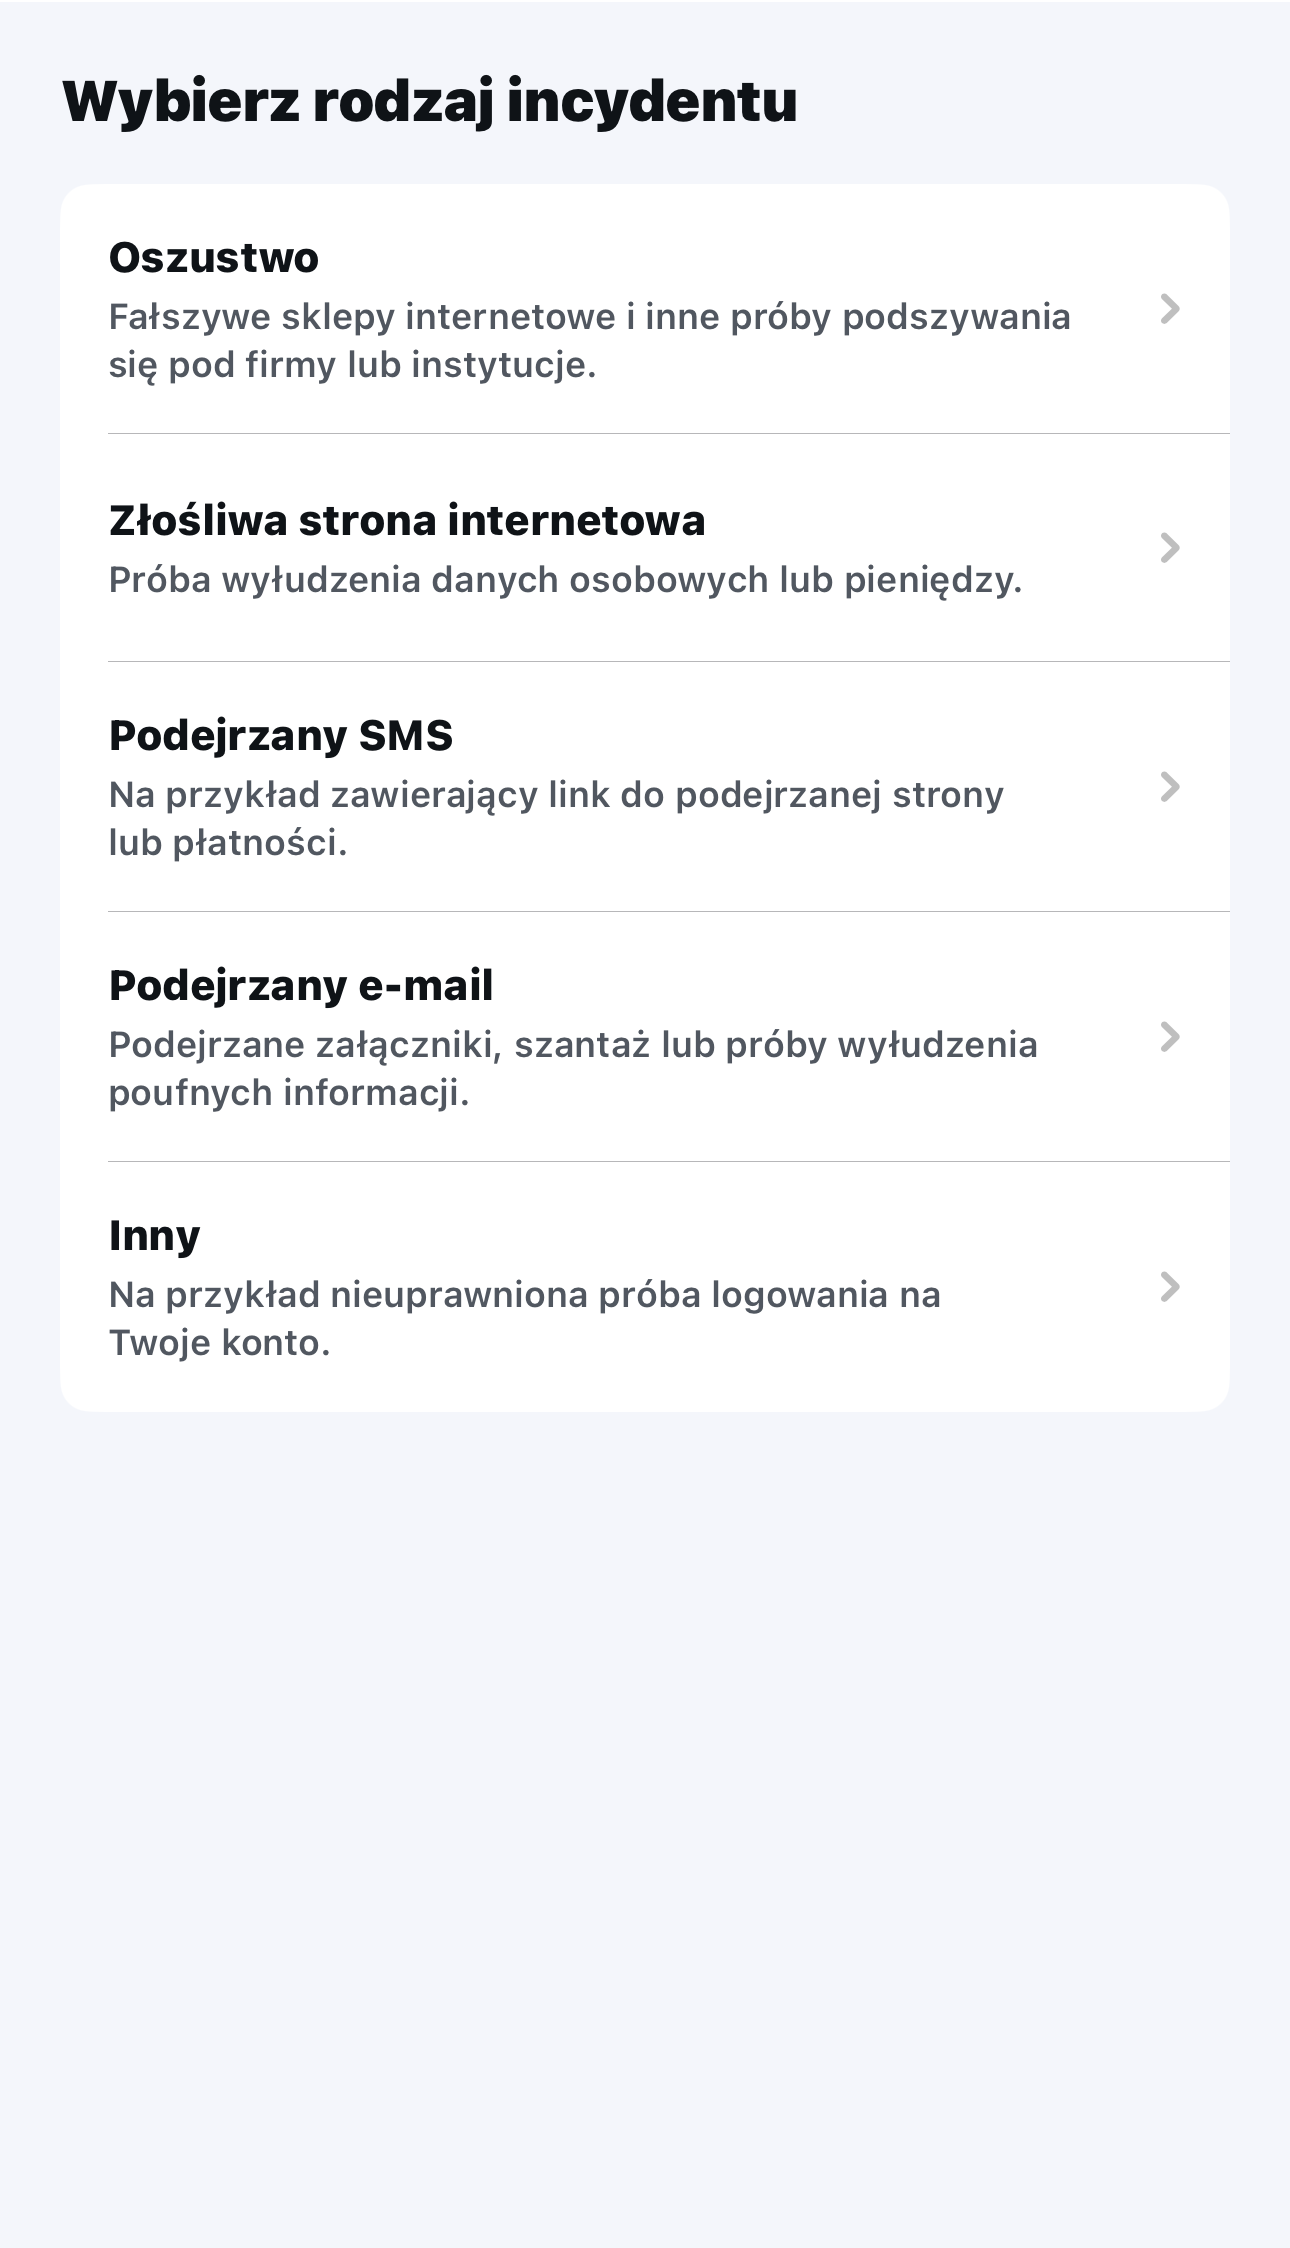 Wybierz rodzaj incydentu
Oszustwo
Fałszywe sklepy internetowe i inne próby podszywania
się pod firmy lub instytucje.
Złośliwa strona internetowa
Próba wyłudzenia danych osobowych lub pieniędzy.
Podejrzany SMS
Na przykład zawierający link do podejrzanej strony
lub płatności.
Podejrzany e-mail
Podejrzane załączniki, szantaż lub próby wyłudzenia
poufnych informacji.
Inny
Na przykład nieuprawniona próba logowania na
Twoje konto.